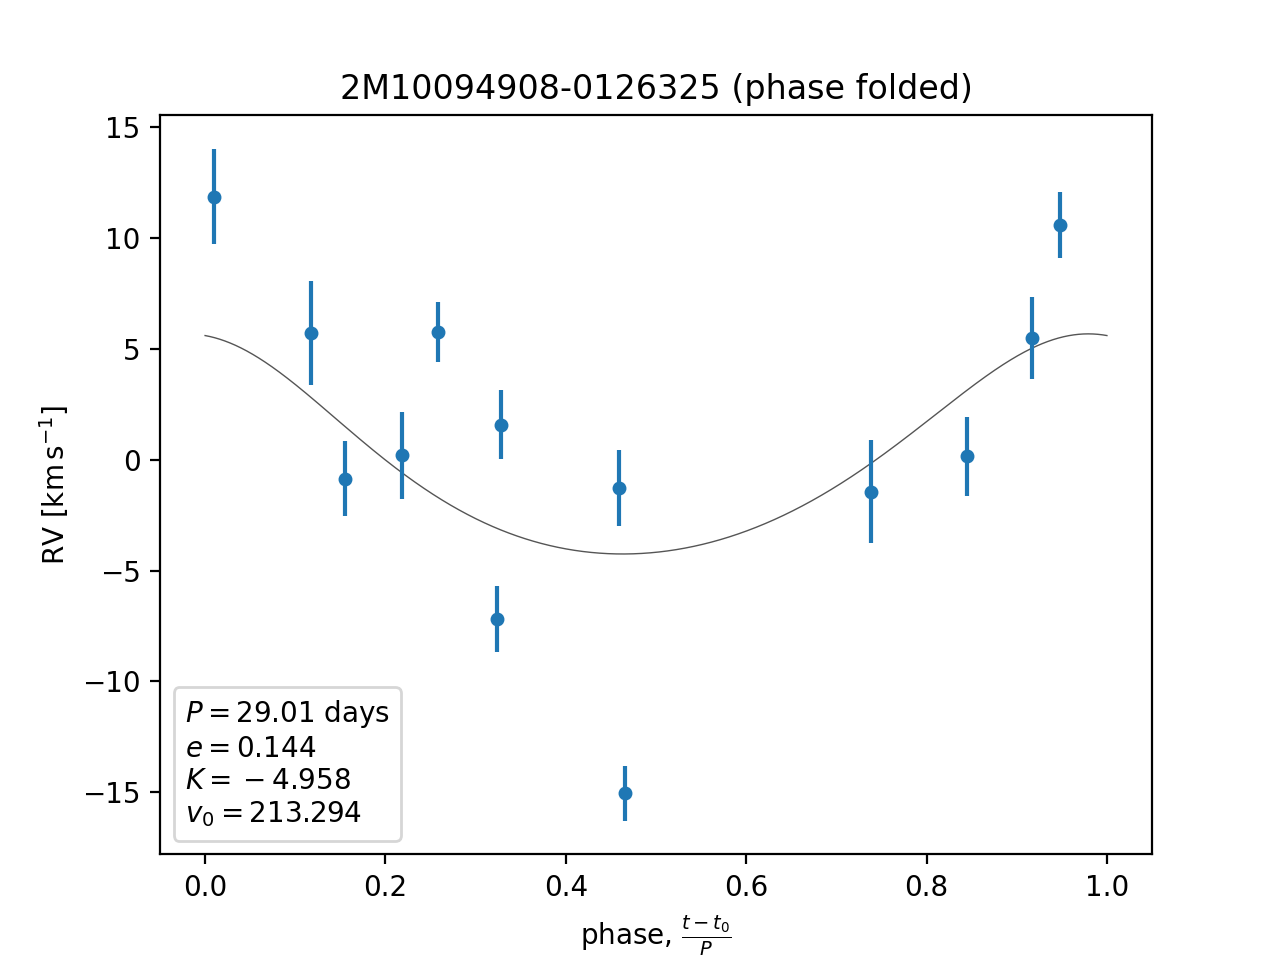 2M10094908-0126325 (phase folded)
15
10
5
0
−5
−10
−15
RV [km s⁻¹]
P = 29.01 days
e = 0.144
K = −4.958
v₀ = 213.294
0.0 0.2 0.4 0.6 0.8 1.0
phase, (t − t₀)/P